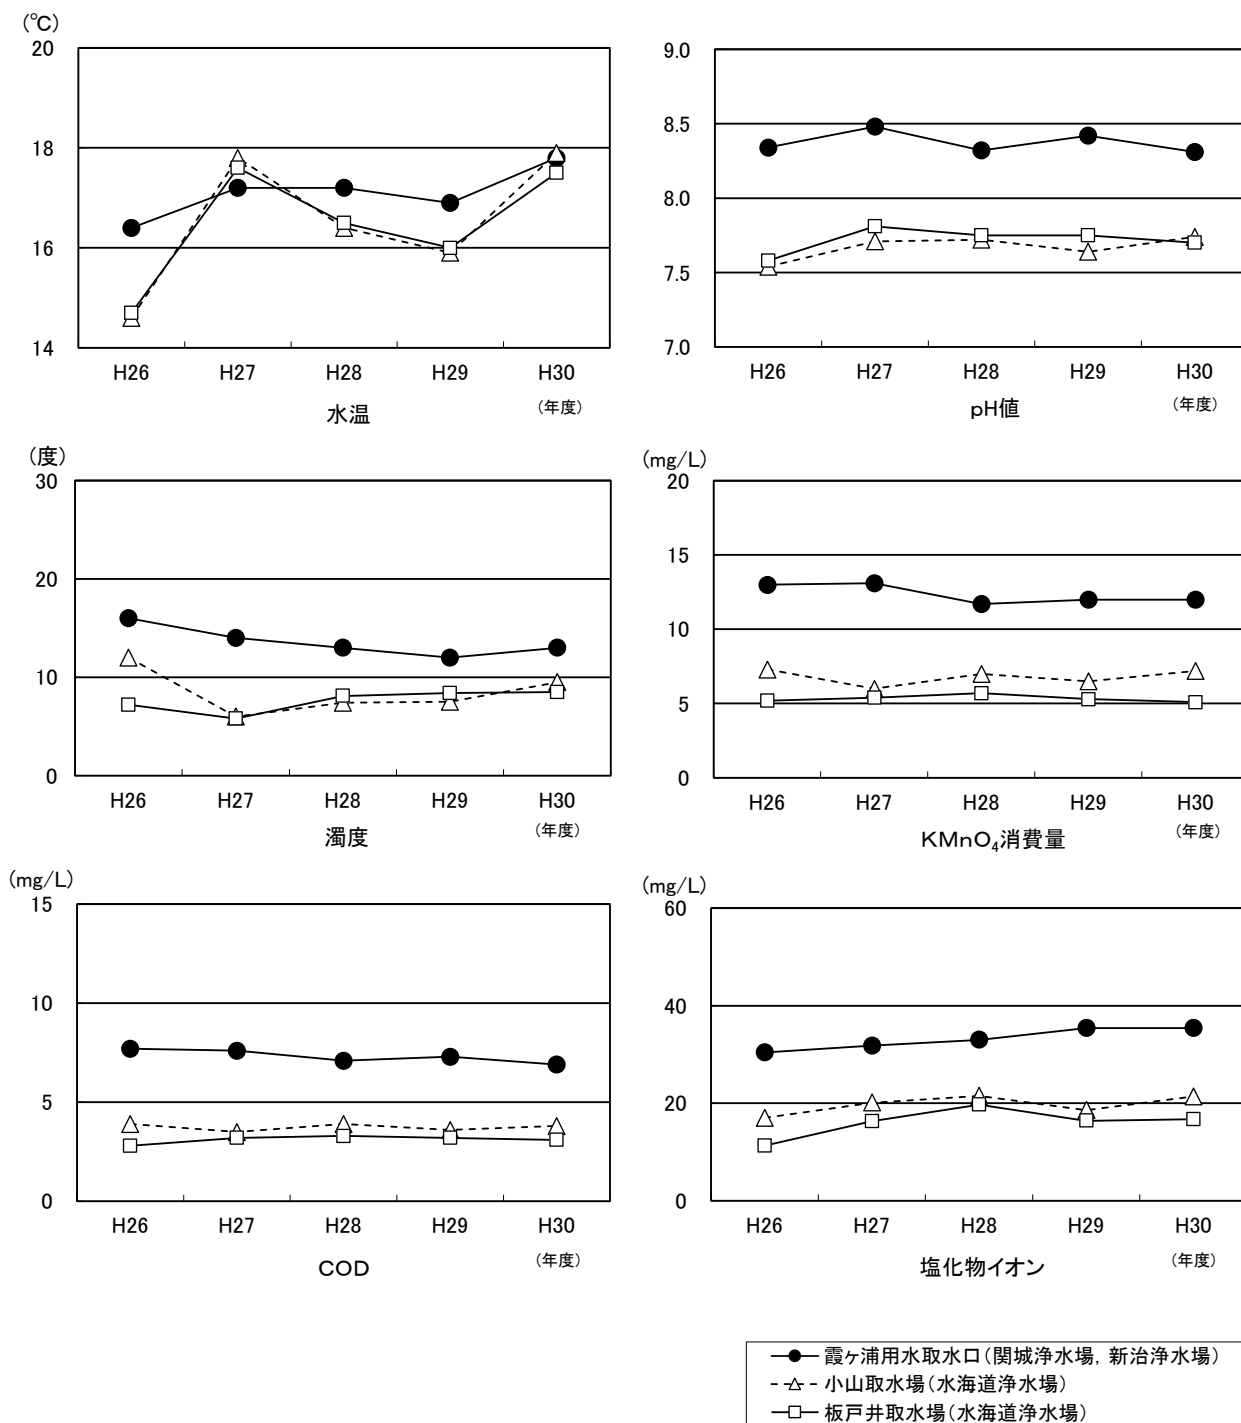 (℃)
20
18
16
14
H26 H27 H28 H29 H30
水温
(年度)
9.0
8.5
8.0
7.5
7.0
H26 H27 H28 H29 H30
pH値
(年度)
(度)
30
20
10
0
H26 H27 H28 H29 H30
濁度
(年度)
(mg/L)
20
15
10
5
0
H26 H27 H28 H29 H30
KMnO₄消費量
(年度)
(mg/L)
15
10
5
0
H26 H27 H28 H29 H30
COD
(年度)
(mg/L)
60
40
20
0
H26 H27 H28 H29 H30
塩化物イオン
(年度)
霞ヶ浦用水取水口(関城浄水場, 新治浄水場)
小山取水場(水海道浄水場)
板戸井取水場(水海道浄水場)